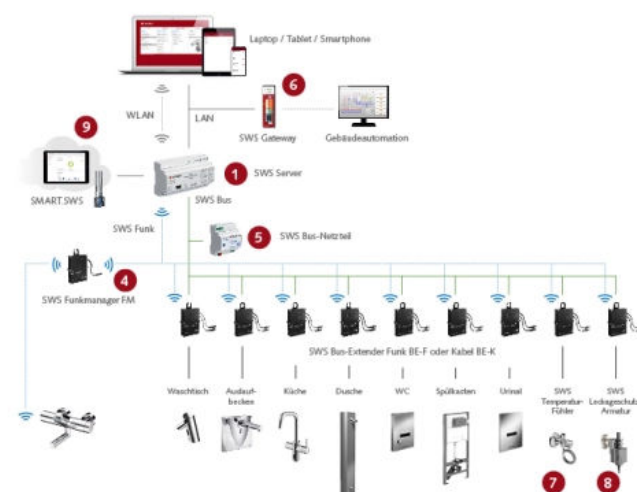 Laptop / Tablet / Smartphone
6
WLAN
LAN
SWS Gateway
Gebäudeautomation
9
1
SWS Server
SMART.SWS
SWS Bus
SWS Funk
5
SWS Bus-Netzteil
4
SWS Funkmanager FM
SWS Bus-Extender Funk BE-F oder Kabel BE-K
Waschtisch
Auslauf-
becken
Küche
Dusche
WC
Spülkasten
Urinal
SWS
Temperatur-
Fühler
SWS
Leckageschutz-
Armatur
7
8